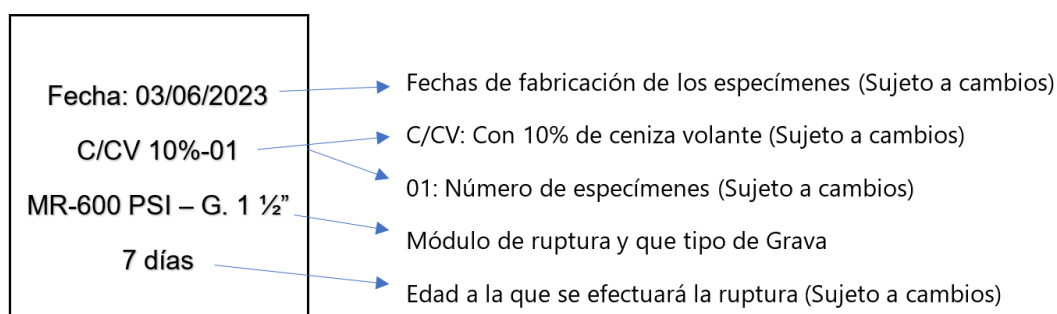 Fecha: 03/06/2023
C/CV 10%-01
MR-600 PSI – G. 1 ½”
7 días
Fechas de fabricación de los especímenes (Sujeto a cambios)
C/CV: Con 10% de ceniza volante (Sujeto a cambios)
01: Número de especímenes (Sujeto a cambios)
Módulo de ruptura y que tipo de Grava
Edad a la que se efectuará la ruptura (Sujeto a cambios)